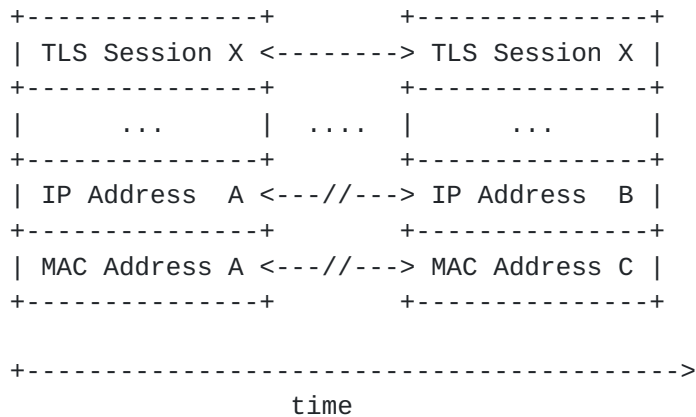 +---------------+        +---------------+
| TLS Session X <--------> TLS Session X |
+---------------+        +---------------+
|      ...      |  ....  |      ...      |
+---------------+        +---------------+
| IP Address  A <---//---> IP Address  B |
+---------------+        +---------------+
| MAC Address A <---//---> MAC Address C |
+---------------+        +---------------+
+------------------------------------------>
time